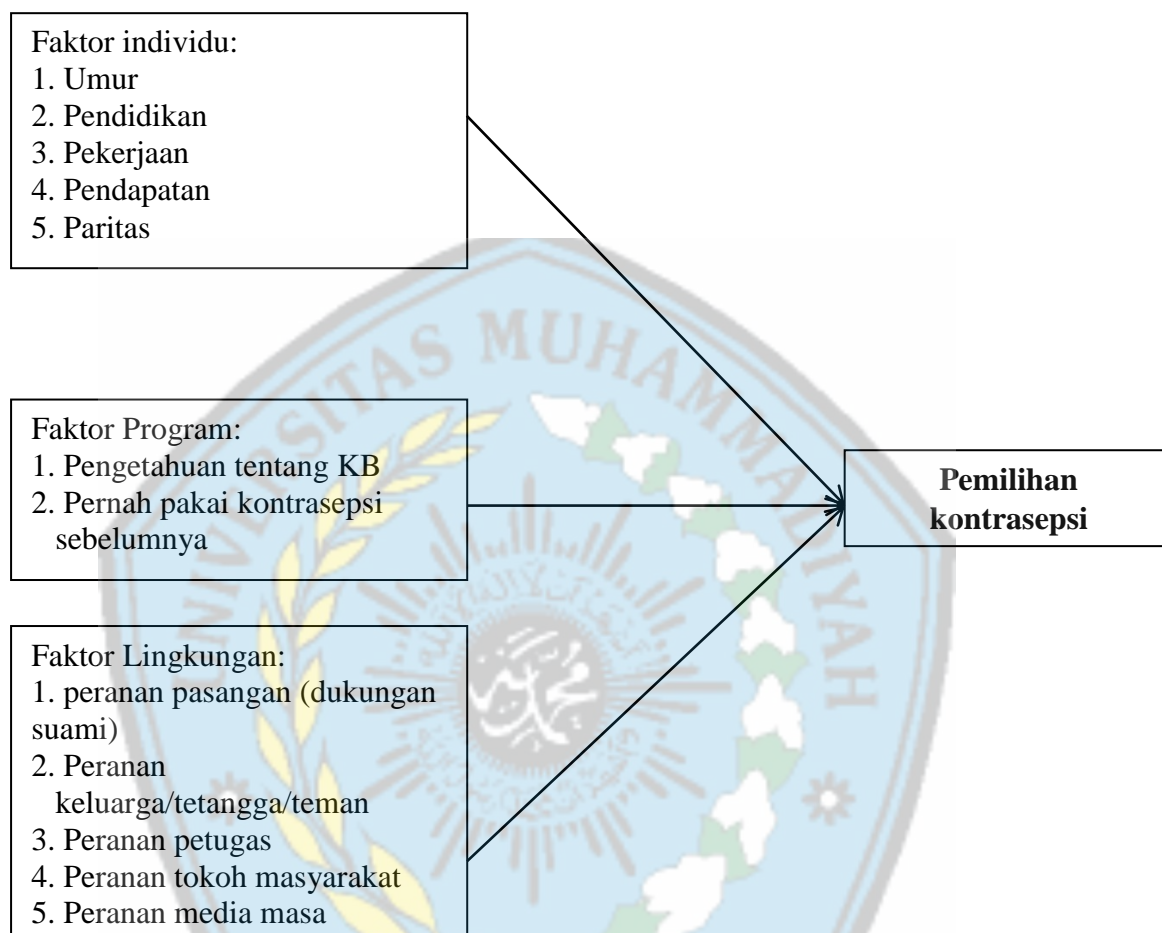 Faktor individu:
1. Umur
2. Pendidikan
3. Pekerjaan
4. Pendapatan
5. Paritas
UNIVERSITAS MUHAMMADIYAH
Faktor Program:
1. Pengetahuan tentang KB
2. Pernah pakai kontrasepsi
sebelumnya
Pemilihan
kontrasepsi
Faktor Lingkungan:
1. peranan pasangan (dukungan
suami)
2. Peranan
keluarga/tetangga/teman
3. Peranan petugas
4. Peranan tokoh masyarakat
5. Peranan media masa